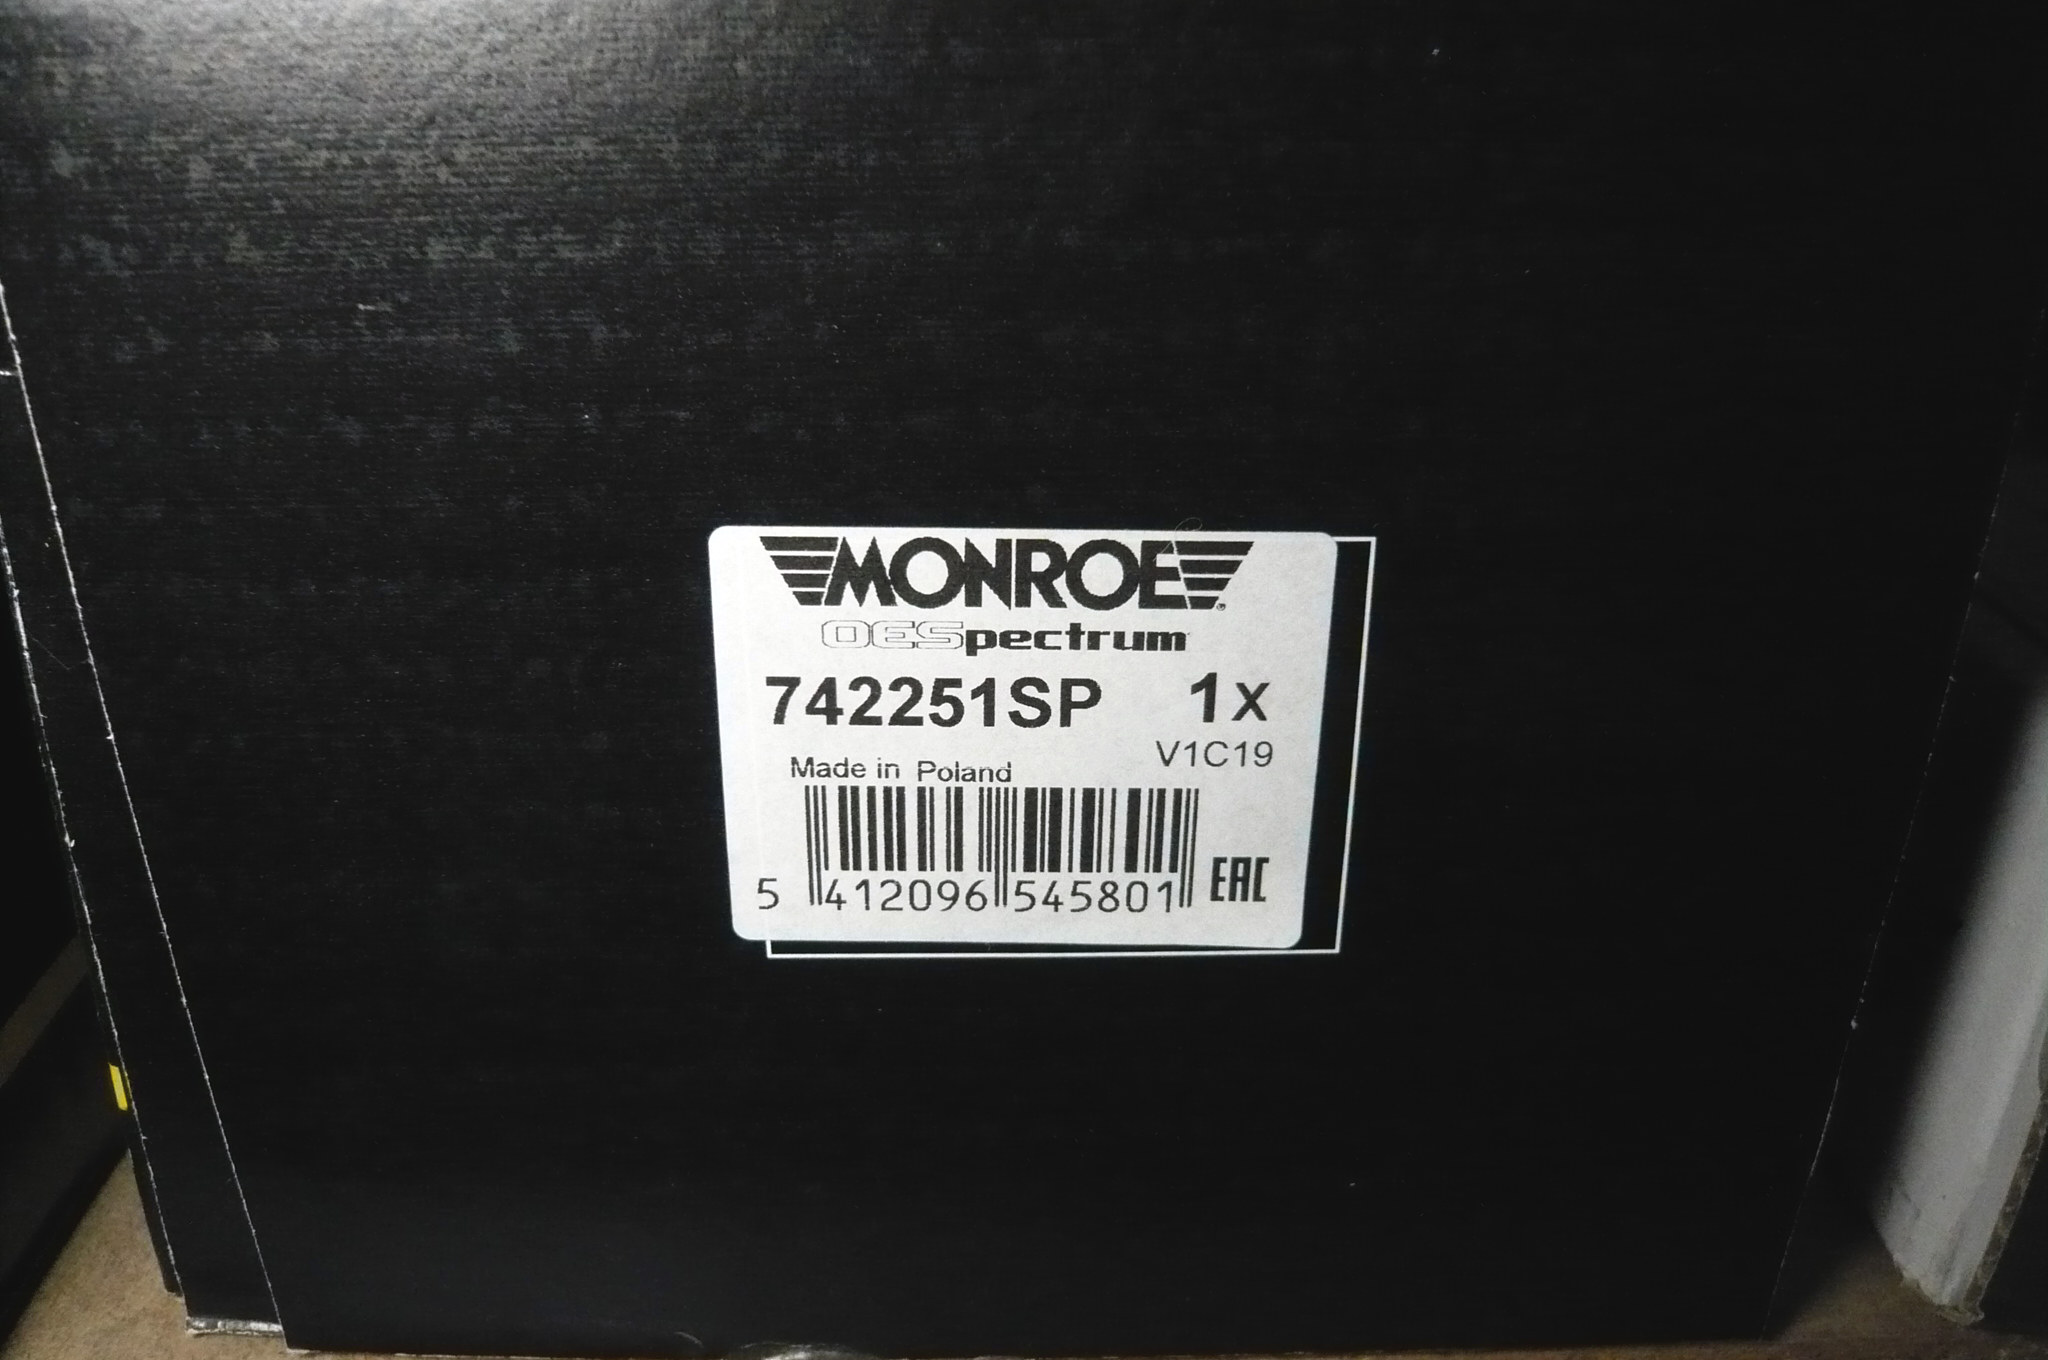 MONROE
OESpectrum
742251SP 1x
V1C19
Made in Poland
5 412096 545801
EAC